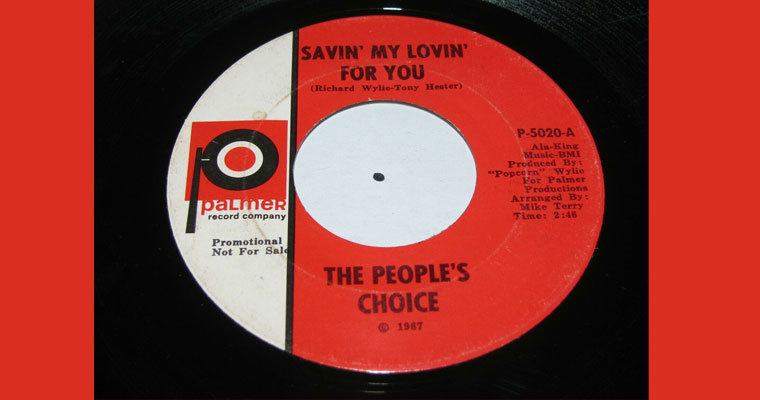 SAVIN' MY LOVIN'
FOR YOU
(Richard Wylie-Tony Hester)
P-5020-A
Ala-King
Music-BMI
Produced By:
"Popcorn" Wylie
For Palmer
Productions
Arranged By:
Mike Terry
Time: 2:46
palmer
record company
Promotional
Not For Sale
THE PEOPLE'S
CHOICE
© 1967